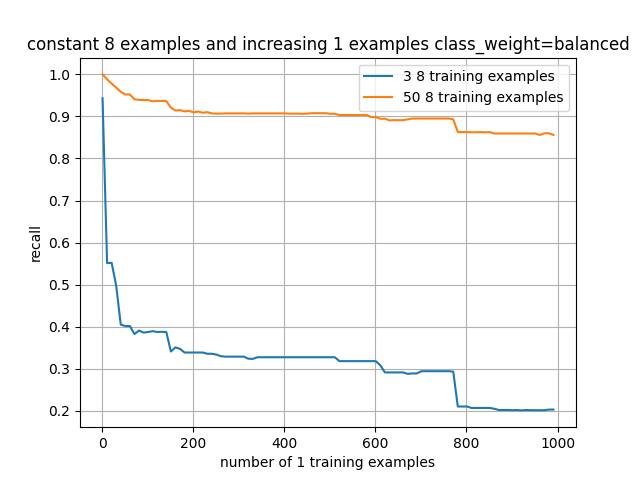 constant 8 examples and increasing 1 examples class_weight=balanced
3 8 training examples
50 8 training examples
recall
1.0
0.9
0.8
0.7
0.6
0.5
0.4
0.3
0.2
0 200 400 600 800 1000
number of 1 training examples